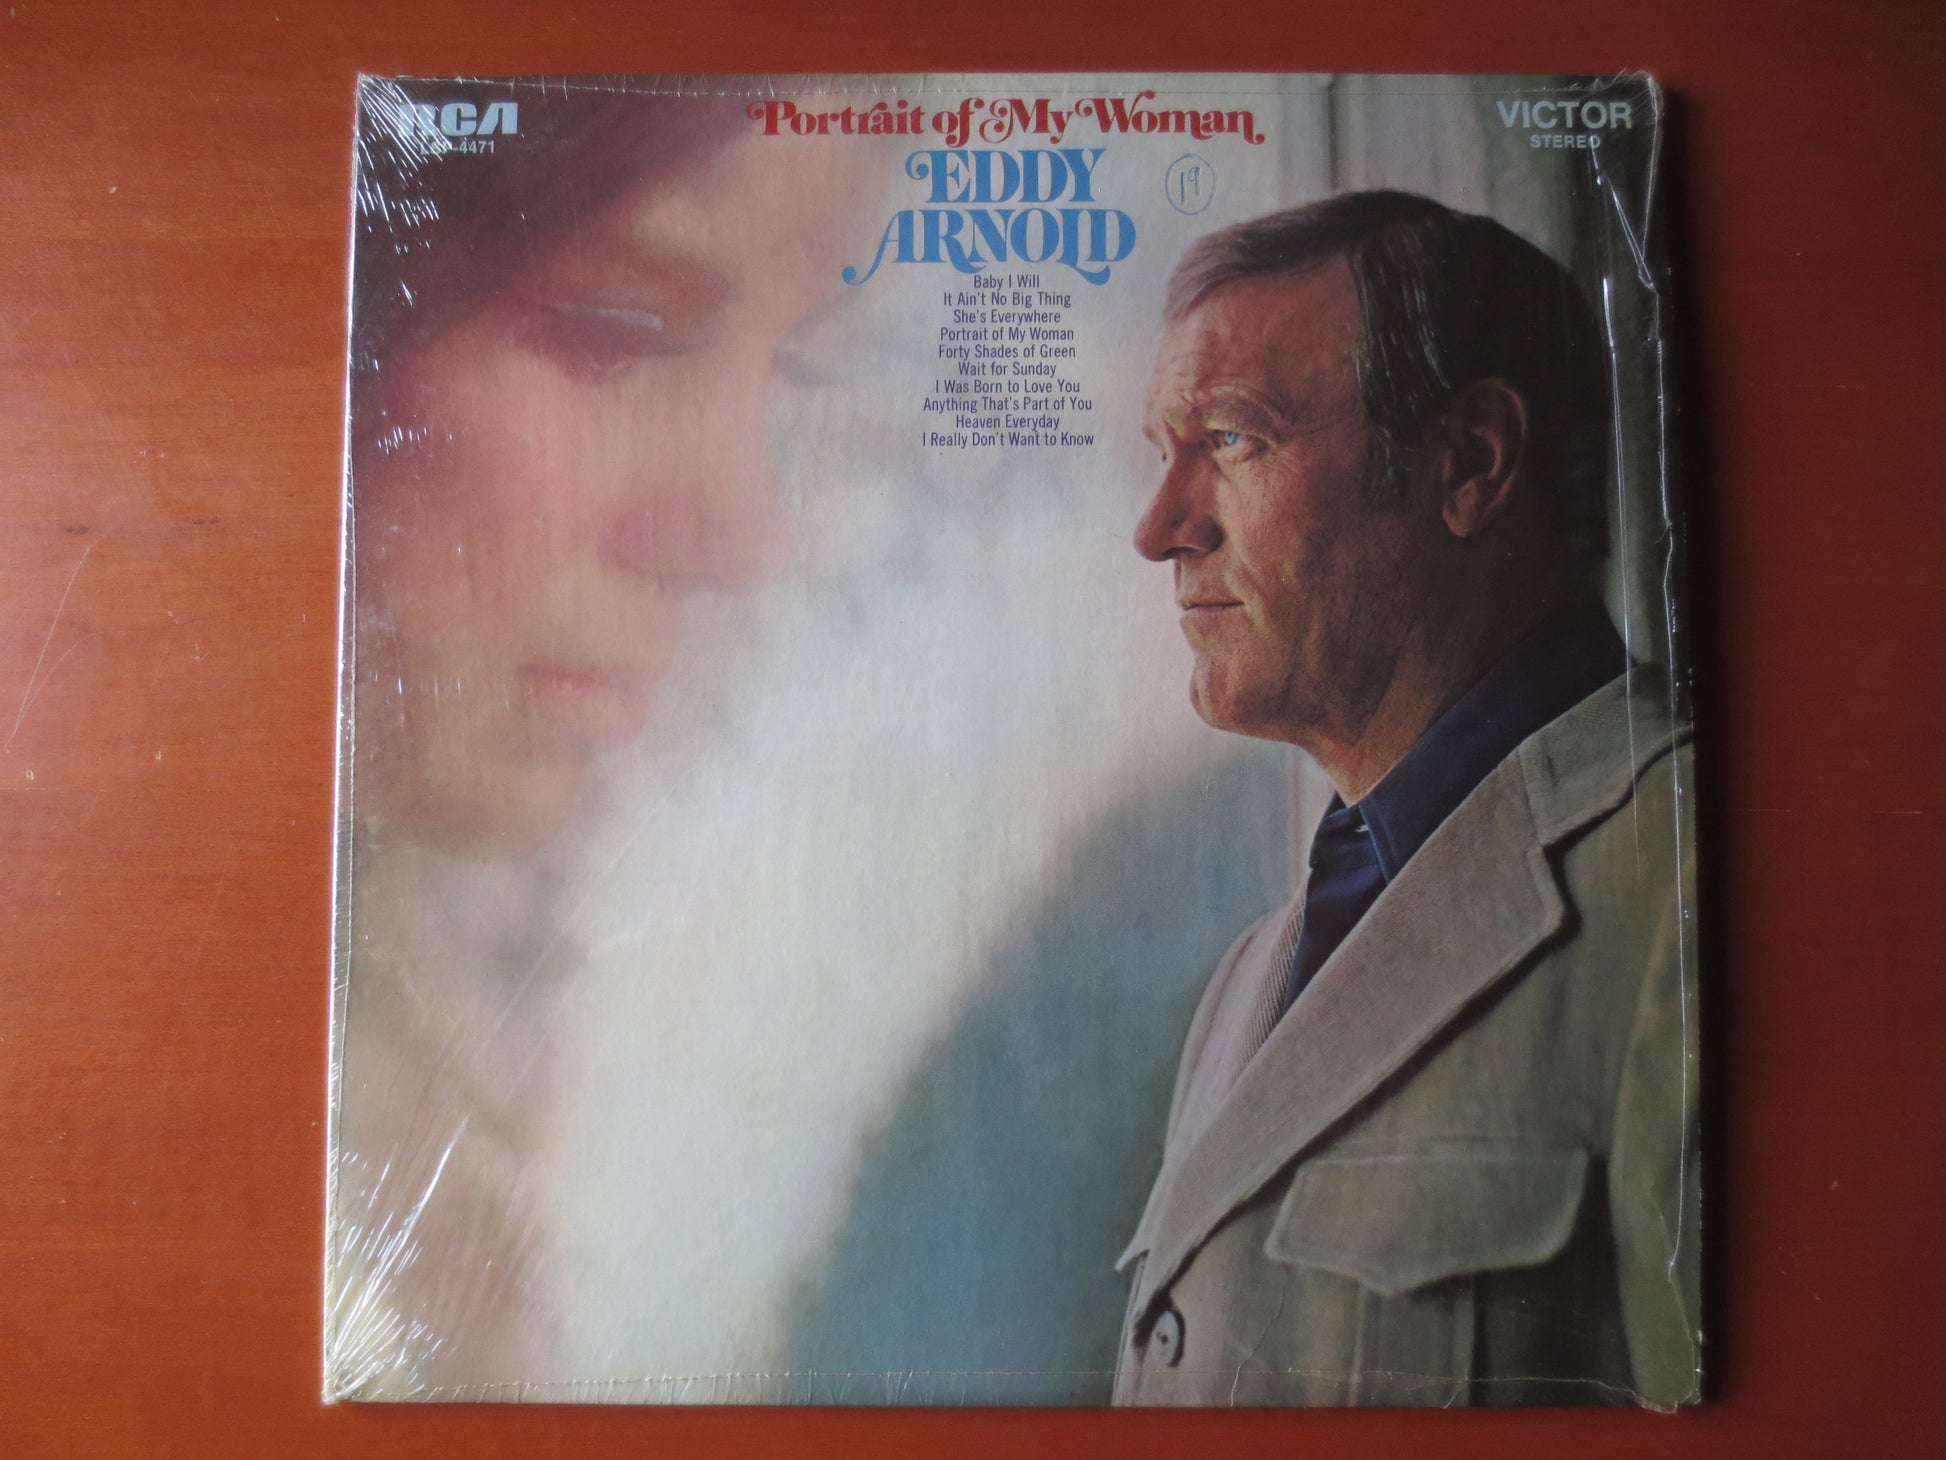 RCA
LSP-4471
Portrait of My Woman
VICTOR
STEREO
EDDY
ARNOLD
19
Baby I Will
It Ain't No Big Thing
She's Everywhere
Portrait of My Woman
Forty Shades of Green
Wait for Sunday
I Was Born to Love You
Anything That's Part of You
Heaven Everyday
I Really Don't Want to Know